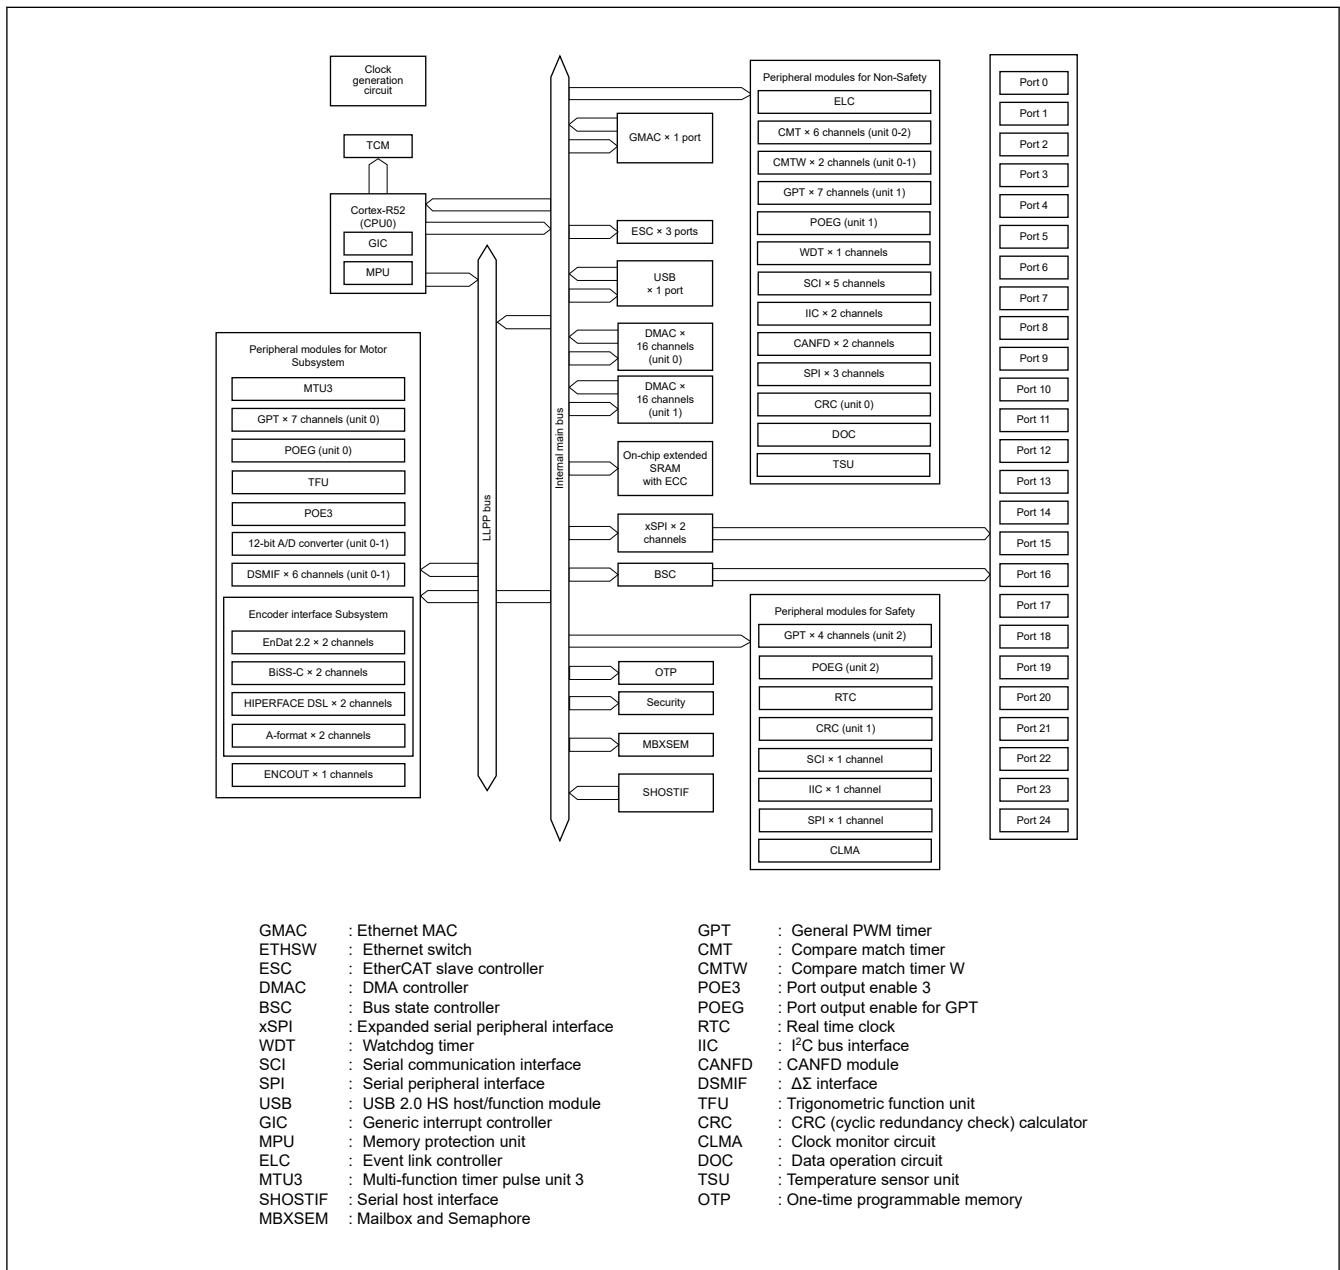 Clock
generation
circuit
TCM
Cortex-R52
(CPU0)
GIC
MPU
Peripheral modules for Motor
Subsystem
MTU3
GPT × 7 channels (unit 0)
POEG (unit 0)
TFU
POE3
12-bit A/D converter (unit 0-1)
DSMIF × 6 channels (unit 0-1)
Encoder interface Subsystem
EnDat 2.2 × 2 channels
BiSS-C × 2 channels
HIPERFACE DSL × 2 channels
A-format × 2 channels
ENCOUT × 1 channels
LLPP bus
Internal main bus
GMAC × 1 port
ESC × 3 ports
USB
× 1 port
DMAC ×
16 channels
(unit 0)
DMAC ×
16 channels
(unit 1)
On-chip extended
SRAM
with ECC
xSPI × 2
channels
BSC
OTP
Security
MBXSEM
SHOSTIF
Peripheral modules for Non-Safety
ELC
CMT × 6 channels (unit 0-2)
CMTW × 2 channels (unit 0-1)
GPT × 7 channels (unit 1)
POEG (unit 1)
WDT × 1 channels
SCI × 5 channels
IIC × 2 channels
CANFD × 2 channels
SPI × 3 channels
CRC (unit 0)
DOC
TSU
Peripheral modules for Safety
GPT × 4 channels (unit 2)
POEG (unit 2)
RTC
CRC (unit 1)
SCI × 1 channel
IIC × 1 channel
SPI × 1 channel
CLMA
Port 0
Port 1
Port 2
Port 3
Port 4
Port 5
Port 6
Port 7
Port 8
Port 9
Port 10
Port 11
Port 12
Port 13
Port 14
Port 15
Port 16
Port 17
Port 18
Port 19
Port 20
Port 21
Port 22
Port 23
Port 24
GMAC : Ethernet MAC
ETHSW : Ethernet switch
ESC : EtherCAT slave controller
DMAC : DMA controller
BSC : Bus state controller
xSPI : Expanded serial peripheral interface
WDT : Watchdog timer
SCI : Serial communication interface
SPI : Serial peripheral interface
USB : USB 2.0 HS host/function module
GIC : Generic interrupt controller
MPU : Memory protection unit
ELC : Event link controller
MTU3 : Multi-function timer pulse unit 3
SHOSTIF : Serial host interface
MBXSEM : Mailbox and Semaphore
GPT : General PWM timer
CMT : Compare match timer
CMTW : Compare match timer W
POE3 : Port output enable 3
POEG : Port output enable for GPT
RTC : Real time clock
IIC : I²C bus interface
CANFD : CANFD module
DSMIF : ΔΣ interface
TFU : Trigonometric function unit
CRC : CRC (cyclic redundancy check) calculator
CLMA : Clock monitor circuit
DOC : Data operation circuit
TSU : Temperature sensor unit
OTP : One-time programmable memory